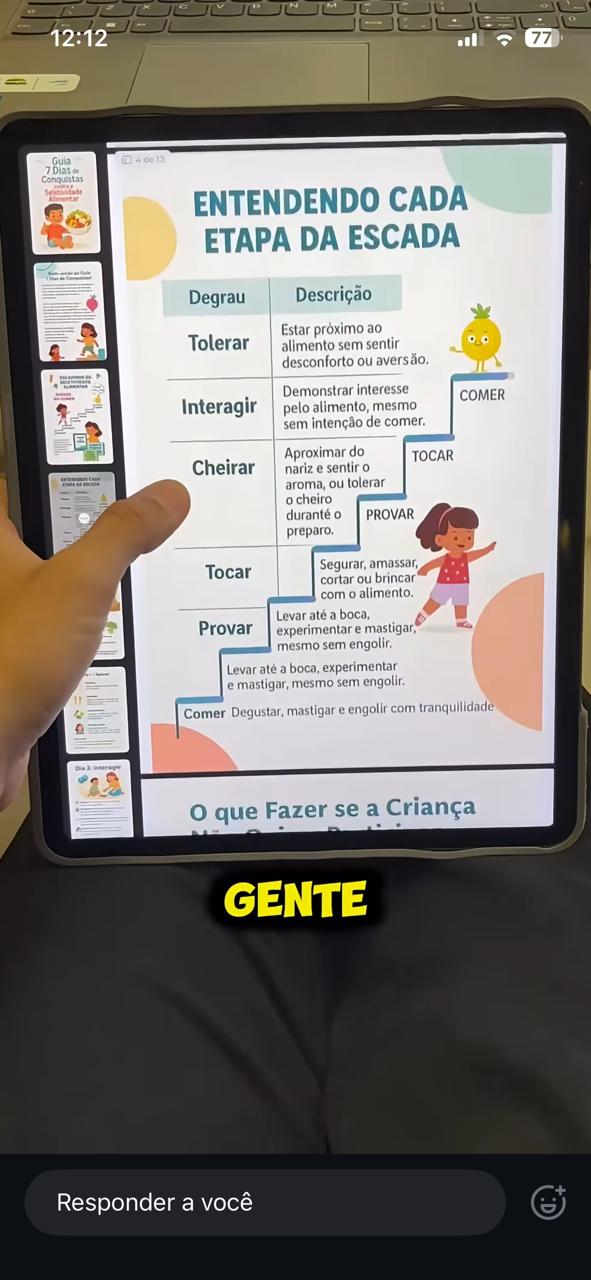 12:12
77
Guia
7 Dias de
Conquistas
contra a
Seletividade
Alimentar
4 de 13
ENTENDENDO CADA
ETAPA DA ESCADA
Degrau
Descrição
Tolerar
Estar próximo ao
alimento sem sentir
desconforto ou aversão.
Interagir
Demonstrar interesse
pelo alimento, mesmo
sem intenção de comer.
Cheirar
Aproximar do
nariz e sentir o
aroma, ou tolerar
o cheiro
durante o
preparo.
COMER
TOCAR
PROVAR
Tocar
Segurar, amassar,
cortar ou brincar
com o alimento.
Provar
Levar até a boca,
experimentar e mastigar,
mesmo sem engolir.
Levar até a boca, experimentar
e mastigar, mesmo sem engolir.
Comer Degustar, mastigar e engolir com tranquilidade
Dia 2: Interagir
O que Fazer se a Criança
GENTE
Responder a você